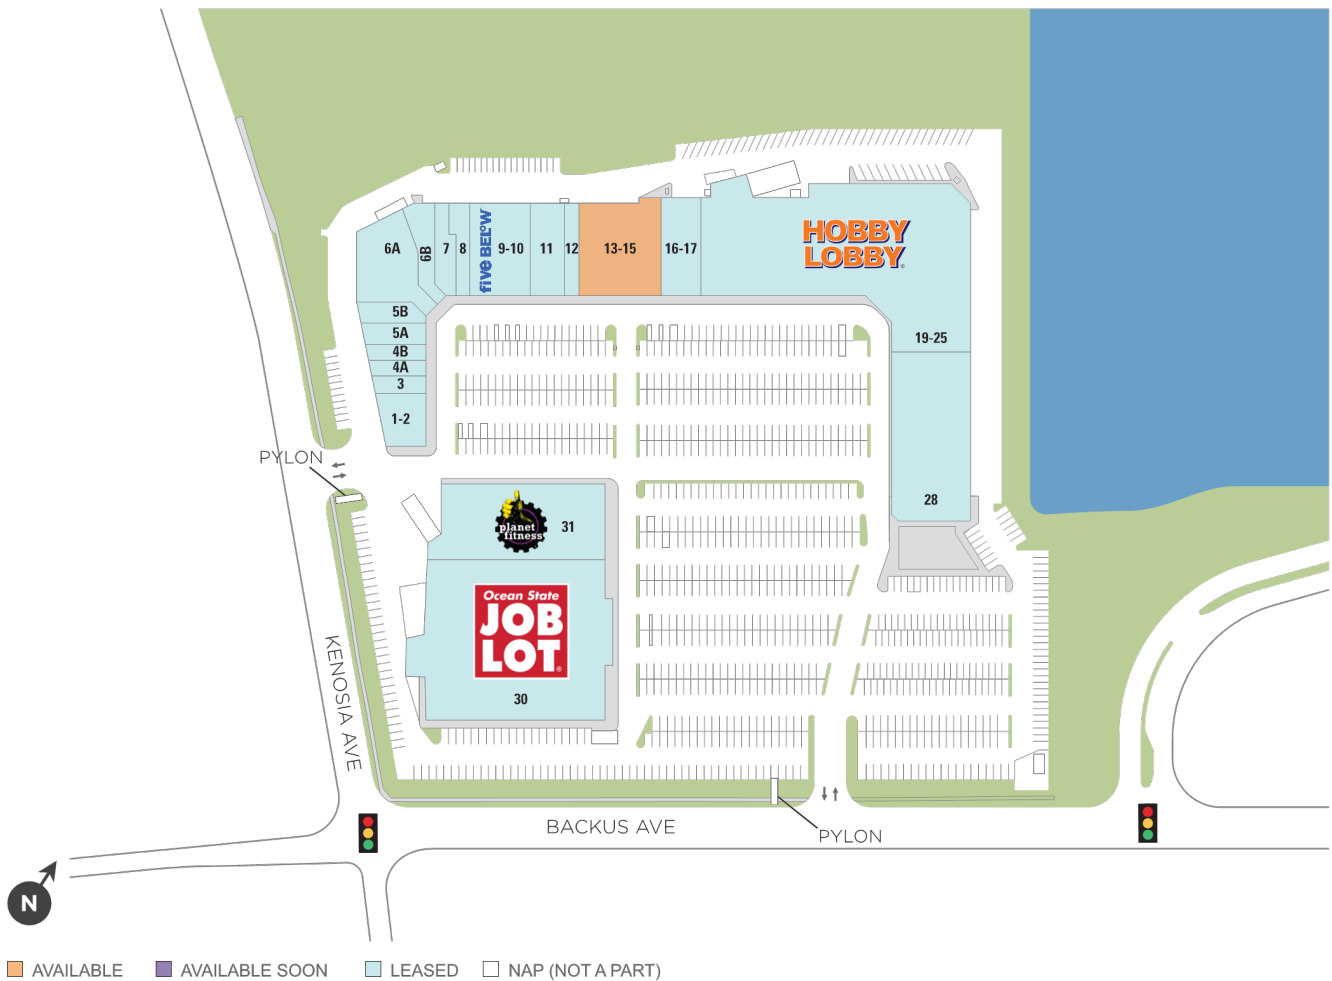 HOBBY
LOBBY
6A
6B
7
8
five BELOW
9-10
11
12
13-15
16-17
5B
5A
4B
4A
3
1-2
19-25
28
PYLON
planet
fitness
31
Ocean State
JOB
LOT
30
KENOSIA AVE
BACKUS AVE
PYLON
N
AVAILABLE
AVAILABLE SOON
LEASED
NAP (NOT A PART)